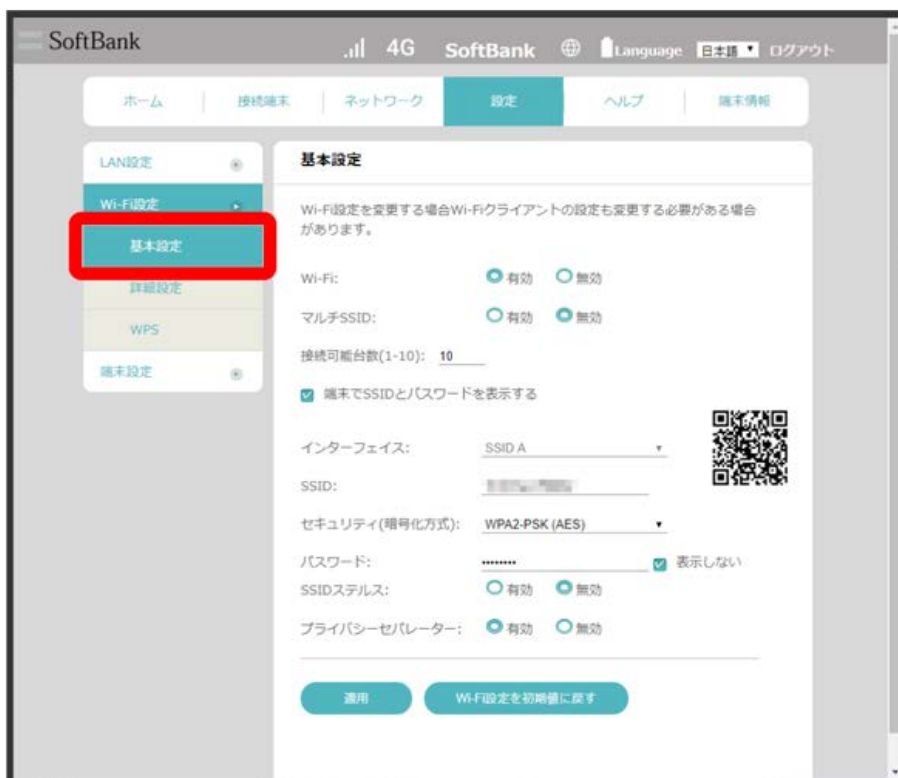 SoftBank
4G SoftBank Language 日本語 ログアウト
ホーム 接続端末 ネットワーク 設定 ヘルプ 端末情報
LAN設定
Wi-Fi設定
基本設定
詳細設定
WPS
端末設定
基本設定
Wi-Fi設定を変更する場合Wi-Fiクライアントの設定も変更する必要がある場合
があります。
Wi-Fi: 有効 無効
マルチSSID: 有効 無効
接続可能台数(1-10): 10
端末でSSIDとパスワードを表示する
インターフェイス: SSID A
SSID:
セキュリティ(暗号化方式): WPA2-PSK (AES)
パスワード: •••••••• 表示しない
SSIDステルス: 有効 無効
プライバシーセパレーター: 有効 無効
適用 Wi-Fi設定を初期値に戻す